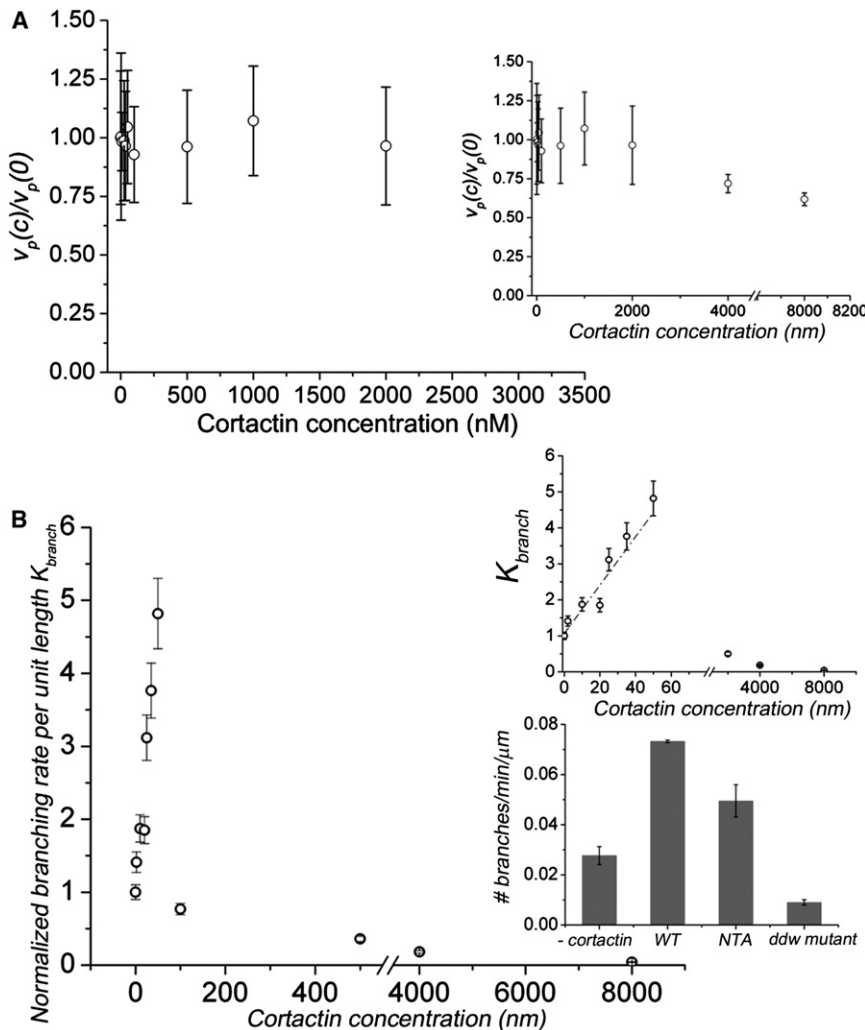 A
1.50
1.25
1.00
0.75
0.50
0.25
0.00
v_p(c)/v_p(0)
0 500 1000 1500 2000 2500 3000 3500
Cortactin concentration (nM)
1.50
1.25
1.00
0.75
0.50
0.25
0.00
v_p(c)/v_p(0)
0 2000 4000 8000 8200
Cortactin concentration (nm)
B
6
5
4
3
2
1
0
Normalized branching rate per unit length K_branch
0 200 400 4000 6000 8000
Cortactin concentration (nm)
6
5
4
3
2
1
0
K_branch
0 20 40 60 4000 8000
Cortactin concentration (nm)
0.08
0.06
0.04
0.02
0.00
# branches/min/μm
- cortactin WT NTA ddw mutant